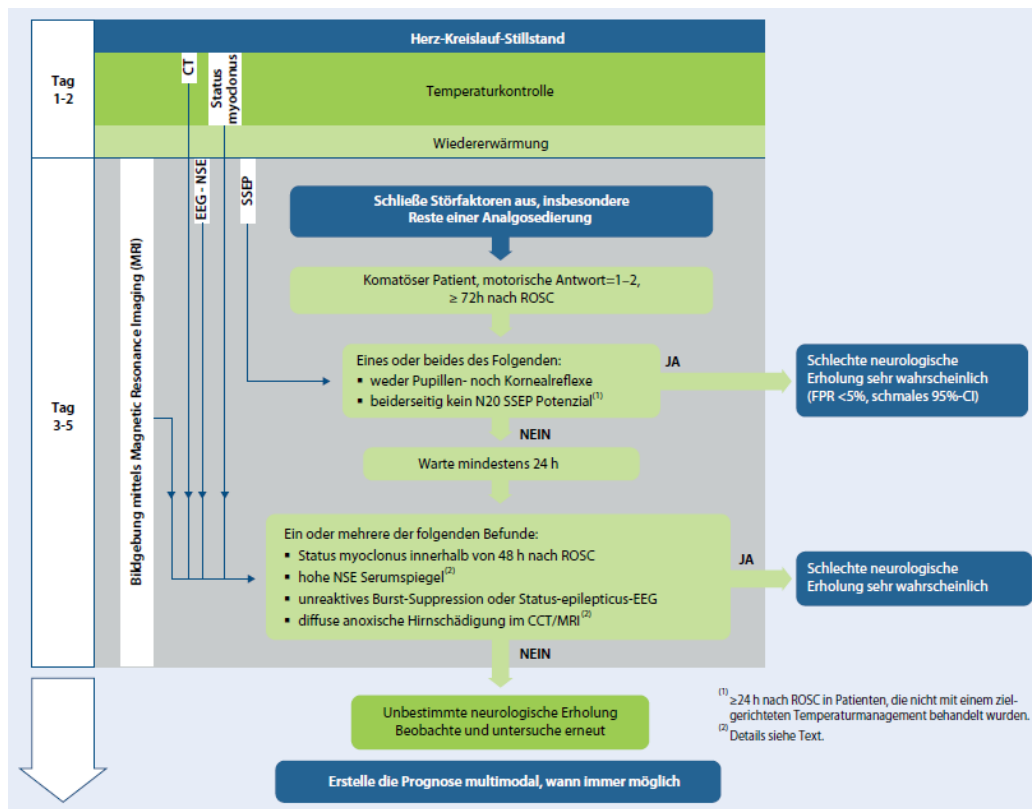 Herz-Kreislauf-Stillstand
Tag
1-2
CT
Status
myodonus
Temperaturkontrolle
Wiedererwärmung
Tag
3-5
Bildgebung mittels Magnetic Resonance Imaging (MRI)
EEG - NSE
SSEP
Schließe Störfaktoren aus, insbesondere
Reste einer Analgosedierung
Komatöser Patient, motorische Antwort=1–2,
≥ 72h nach ROSC
Eines oder beides des Folgenden:
▪ weder Pupillen- noch Kornealreflexe
▪ beiderseitig kein N20 SSEP Potenzial(1)
JA
Schlechte neurologische
Erholung sehr wahrscheinlich
(FPR <5%, schmales 95%-CI)
NEIN
Warte mindestens 24 h
Ein oder mehrere der folgenden Befunde:
▪ Status myoclonus innerhalb von 48 h nach ROSC
▪ hohe NSE Serumspiegel(2)
▪ unreaktives Burst-Suppression oder Status-epilepticus-EEG
▪ diffuse anoxische Hirnschädigung im CCT/MRI(2)
JA
Schlechte neurologische
Erholung sehr wahrscheinlich
NEIN
Unbestimmte neurologische Erholung
Beobachte und untersuche erneut
(1) ≥24 h nach ROSC in Patienten, die nicht mit einem ziel-
gerichteten Temperaturmanagement behandelt wurden.
(2) Details siehe Text.
Erstelle die Prognose multimodal, wann immer möglich